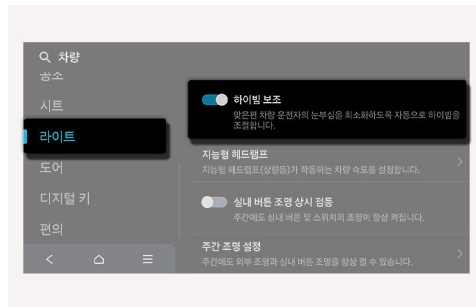 차량
공조
시트
라이트
도어
디지털 키
편의
하이빔 보조
맞은편 차량 운전자의 눈부심을 최소화하도록 자동으로 하이빔을
조절합니다.
지능형 헤드램프
지능형 헤드램프(상향등)가 작동하는 차량 속도를 설정합니다.
실내 버튼 조명 상시 점등
주간에도 실내 버튼 및 스위치의 조명이 항상 켜집니다.
주간 조명 설정
주간에도 외부 조명과 실내 버튼 조명을 항상 켤 수 있습니다.